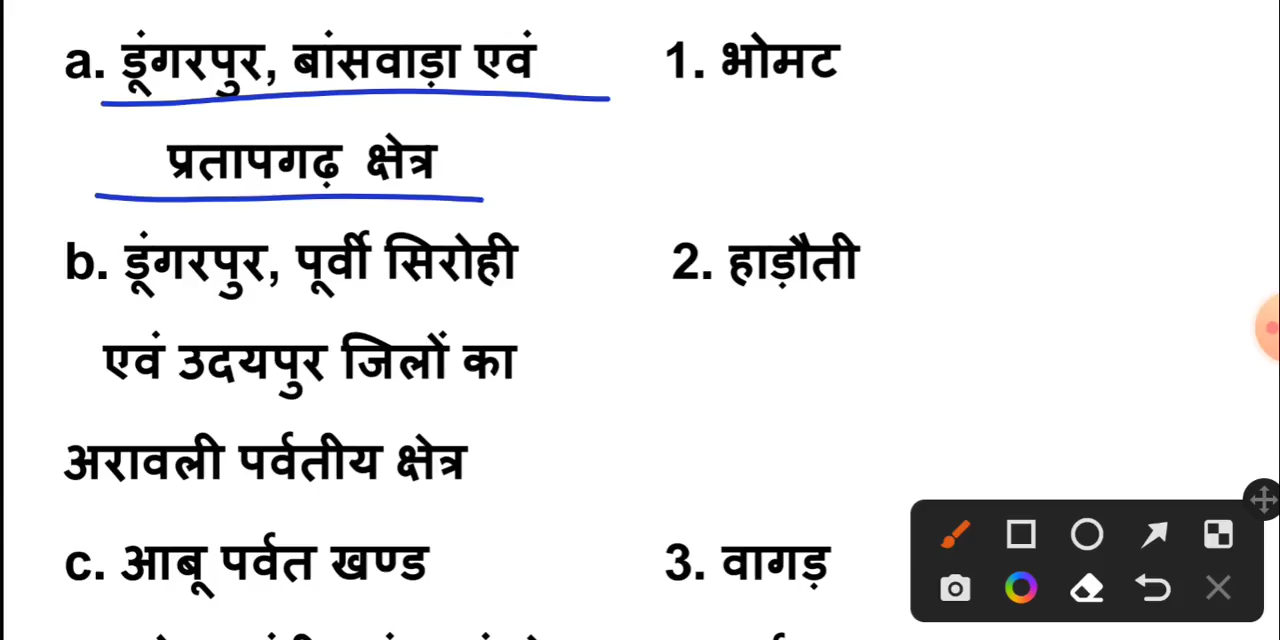 a. डूंगरपुर, बांसवाड़ा एवं 1. भोमट
प्रतापगढ़ क्षेत्र
b. डूंगरपुर, पूर्वी सिरोही 2. हाड़ौती
एवं उदयपुर जिलों का
अरावली पर्वतीय क्षेत्र
c. आबू पर्वत खण्ड 3. वागड़